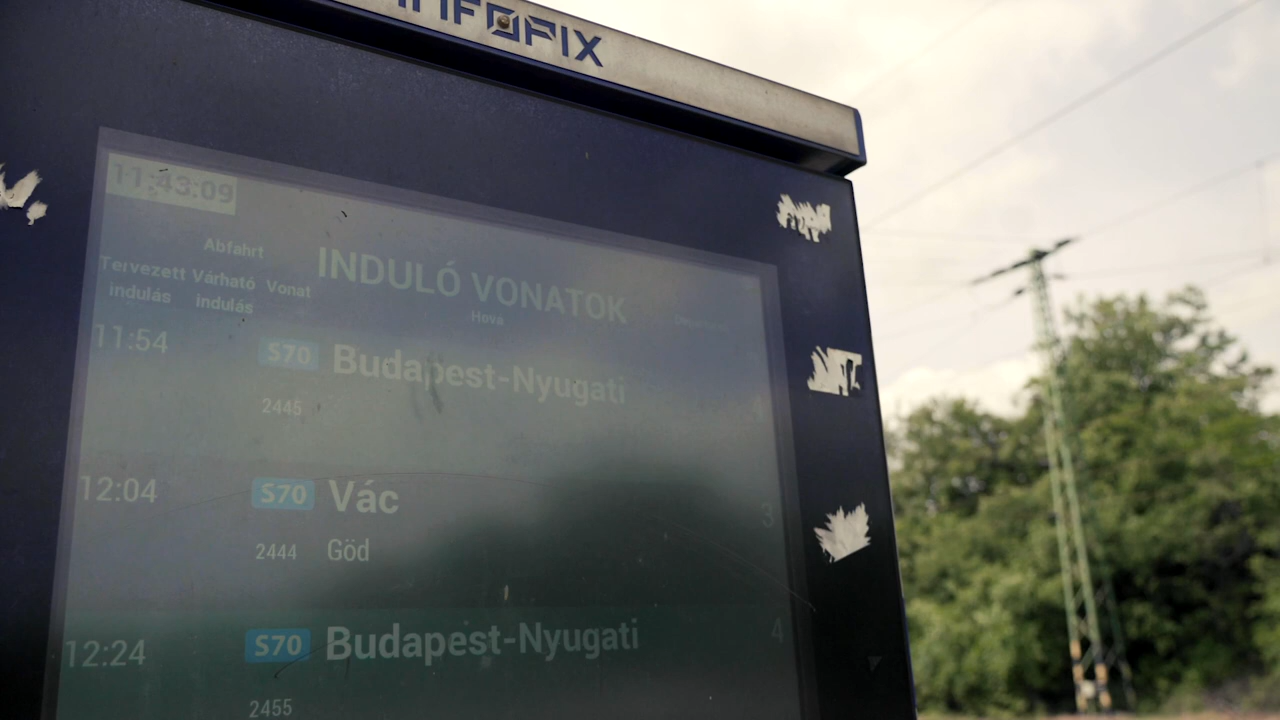 INFOPIX
11:43:09
Abfahrt
Tervezett indulás
Várható indulás
Vonat
INDULÓ VONATOK
Hova
11:54 S70 Budapest-Nyugati 4
2445
12:04 S70 Vác 3
2444 Göd
12:24 S70 Budapest-Nyugati 4
2455